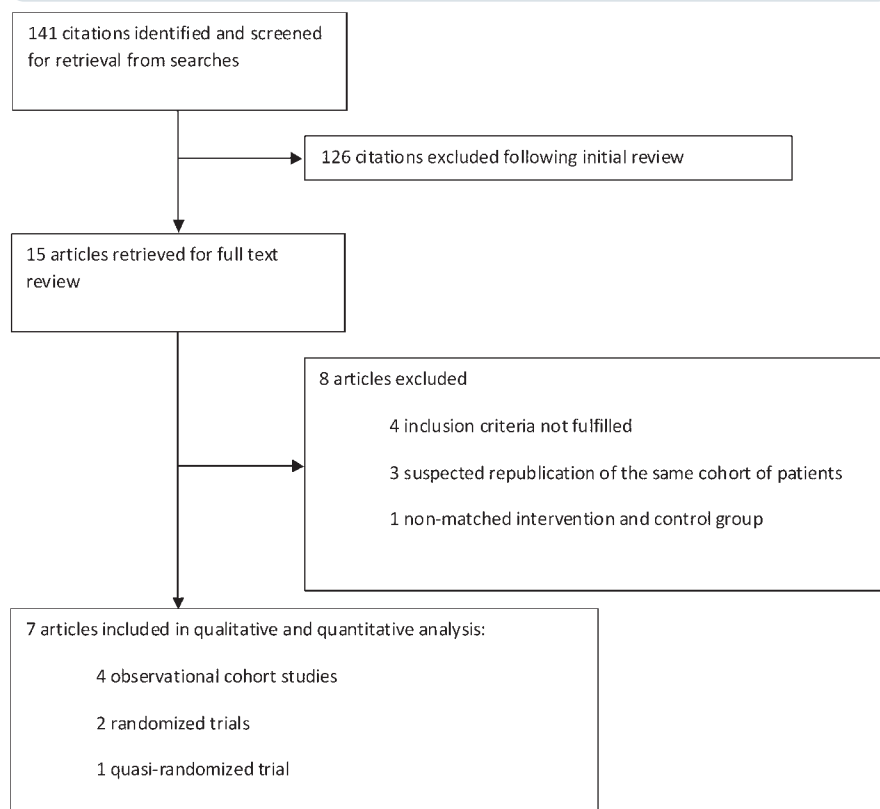 141 citations identified and screened
for retrieval from searches
126 citations excluded following initial review
15 articles retrieved for full text
review
8 articles excluded
4 inclusion criteria not fulfilled
3 suspected republication of the same cohort of patients
1 non-matched intervention and control group
7 articles included in qualitative and quantitative analysis:
4 observational cohort studies
2 randomized trials
1 quasi-randomized trial